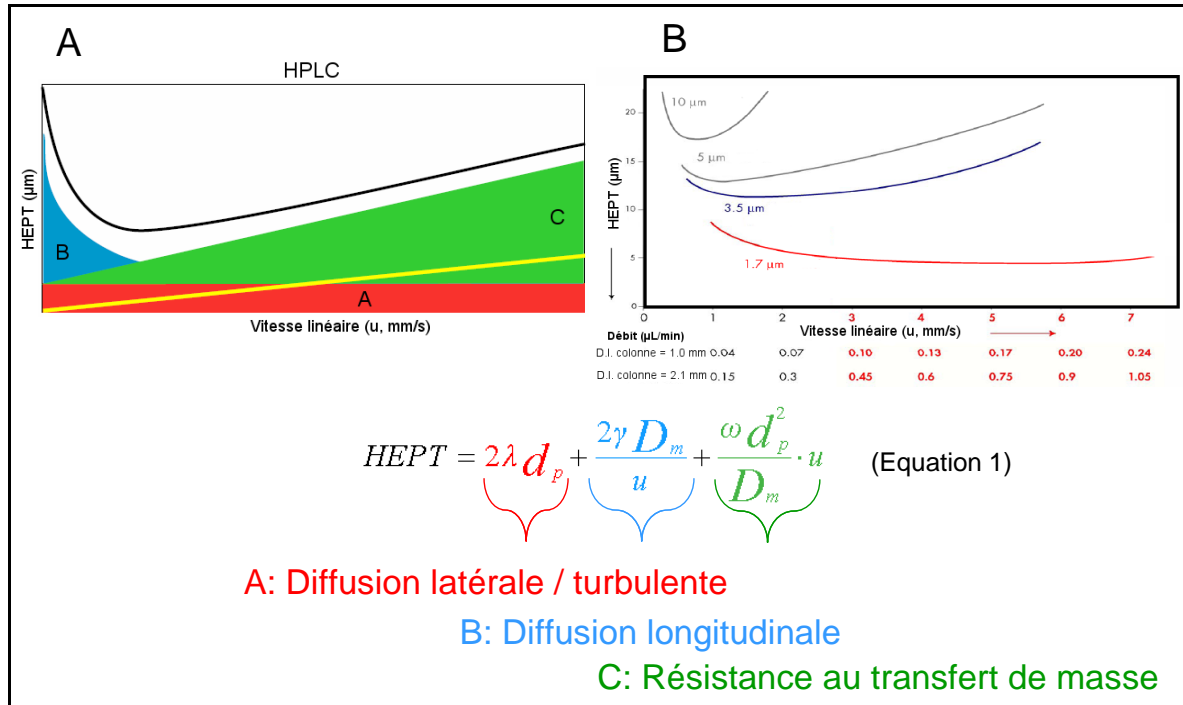 A
HPLC
HEPT (µm)
B
C
A
Vitesse linéaire (u, mm/s)
B
HEPT (µm)
20
15
10
5
0
10 µm
5 µm
3.5 µm
1.7 µm
0 1 2 3 4 5 6 7
Vitesse linéaire (u, mm/s)
Débit (µL/min)
D.I. colonne = 1.0 mm 0.04 0.07 0.10 0.13 0.17 0.20 0.24
D.I. colonne = 2.1 mm 0.15 0.3 0.45 0.6 0.75 0.9 1.05
HEPT = 2λd_p + 2γD_m/u + ωd_p²/D_m · u (Equation 1)
A: Diffusion latérale / turbulente
B: Diffusion longitudinale
C: Résistance au transfert de masse